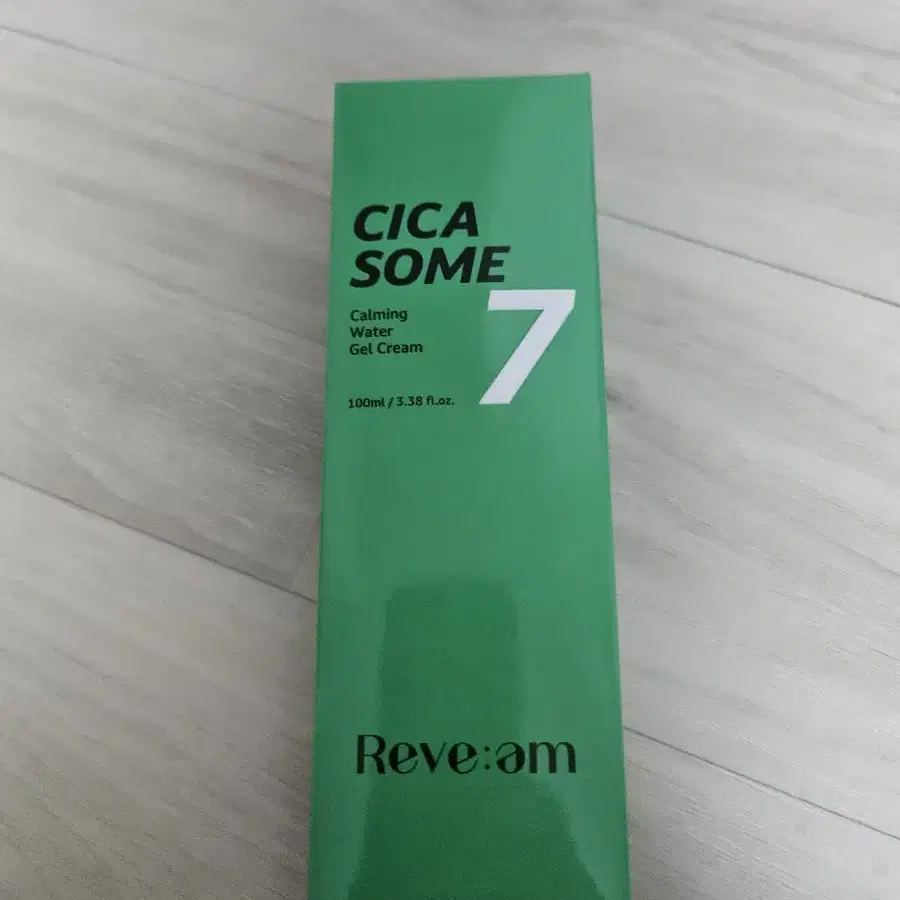 CICA
SOME
7
Calming
Water
Gel Cream
100ml / 3.38 fl.oz.
Reve:am